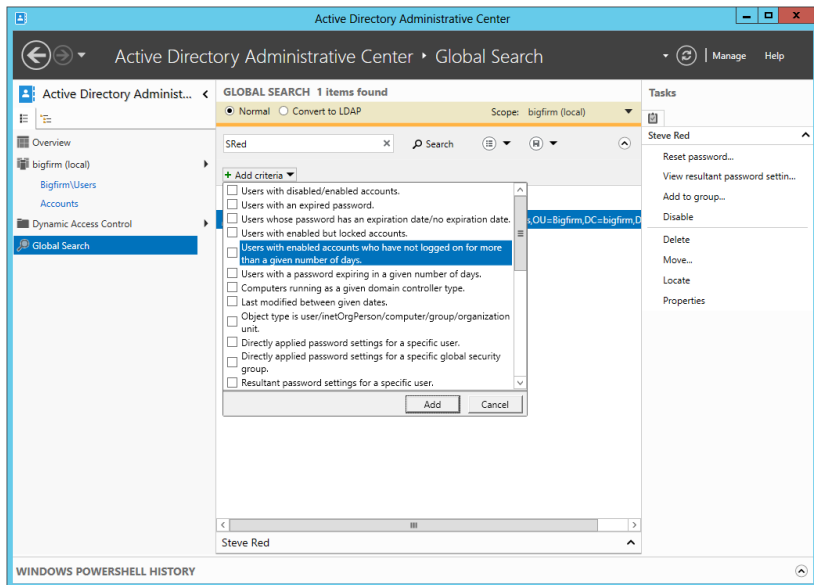 Active Directory Administrative Center
Active Directory Administrative Center • Global Search
Manage
Help
Active Directory Administ...
Overview
bigfirm (local)
Bigfirm\Users
Accounts
Dynamic Access Control
Global Search
GLOBAL SEARCH 1 items found
Normal
Convert to LDAP
Scope: bigfirm (local)
SRed
Search
Add criteria
Users with disabled/enabled accounts.
Users with an expired password.
Users whose password has an expiration date/no expiration date.
Users with enabled but locked accounts.
Users with enabled accounts who have not logged on for more
than a given number of days.
Users with a password expiring in a given number of days.
Computers running as a given domain controller type.
Last modified between given dates.
Object type is user/inetOrgPerson/computer/group/organization
unit.
Directly applied password settings for a specific user.
Directly applied password settings for a specific global security
group.
Resultant password settings for a specific user.
Add
Cancel
s,OU=Bigfirm,DC=bigfirm,D
Steve Red
Tasks
Steve Red
Reset password...
View resultant password settin...
Add to group...
Disable
Delete
Move...
Locate
Properties
WINDOWS POWERSHELL HISTORY